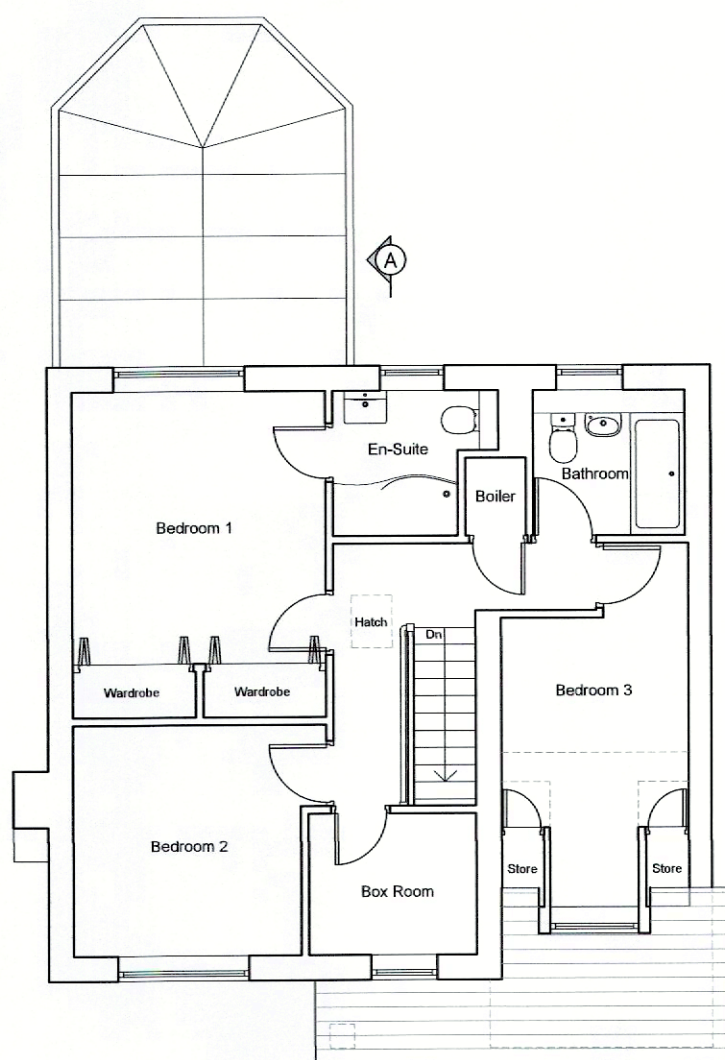 A
En-Suite
Bathroom
Boiler
Bedroom 1
Hatch
Dn
Wardrobe
Wardrobe
Bedroom 3
Bedroom 2
Box Room
Store
Store